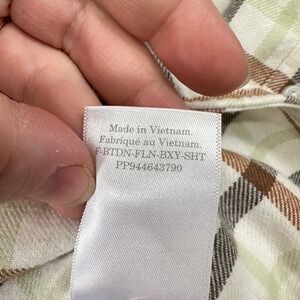 Made in Vietnam.
Fabriqué au Vietnam.
F-BTDN-FLN-BXY-SHT
PP944643790